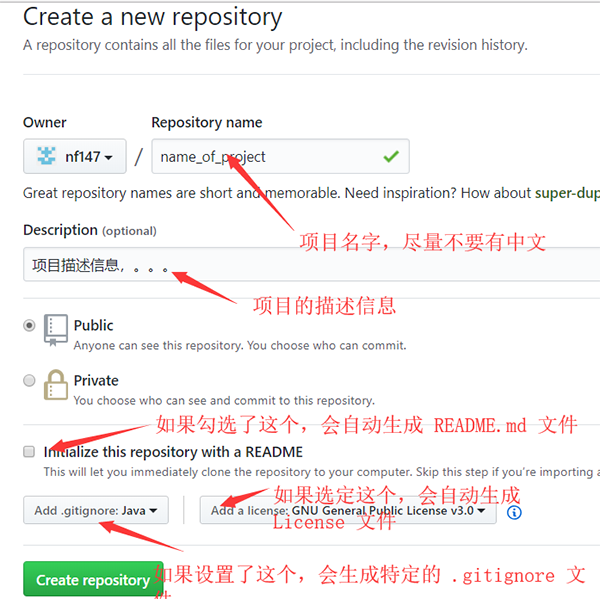 Create a new repository
A repository contains all the files for your project, including the revision history.
Owner
Repository name
nf147
/
name_of_project
Great repository names are short and memorable. Need inspiration? How about super-dup
Description (optional)
项目名字，尽量不要有中文
项目描述信息，。。。
项目的描述信息
Public
Anyone can see this repository. You choose who can commit.
Private
You choose who can see and commit to this repository.
如果勾选了这个，会自动生成 README.md 文件
Initialize this repository with a README
This will let you immediately clone the repository to your computer. Skip this step if you're importing a
如果选定这个，会自动生成
License 文件
Add .gitignore: Java
Add a license: GNU General Public License v3.0
如果设置了这个，会生成特定的 .gitignore 文
件
Create repository